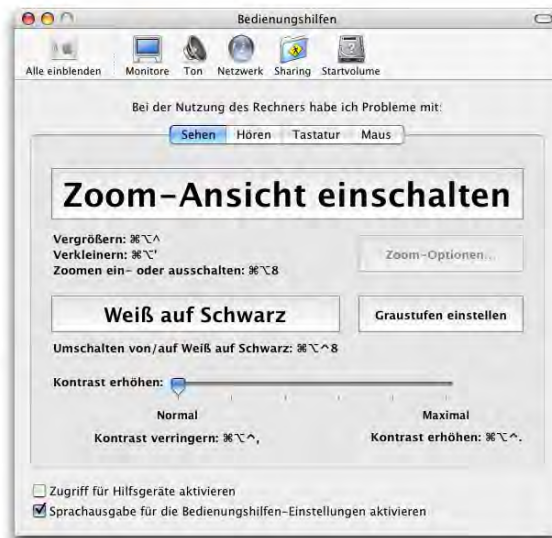 Bedienungshilfen
Alle einblenden Monitore Ton Netzwerk Sharing Startvolume
Bei der Nutzung des Rechners habe ich Probleme mit:
Sehen Hören Tastatur Maus
Zoom-Ansicht einschalten
Vergrößern: ⌘⌥^
Verkleinern: ⌘⌥'
Zoomen ein- oder ausschalten: ⌘⌥8
Zoom-Optionen...
Weiß auf Schwarz Graustufen einstellen
Umschalten von/auf Weiß auf Schwarz: ⌘⌥^8
Kontrast erhöhen:
Normal Maximal
Kontrast verringern: ⌘⌥^, Kontrast erhöhen: ⌘⌥^.
Zugriff für Hilfsgeräte aktivieren
Sprachausgabe für die Bedienungshilfen-Einstellungen aktivieren